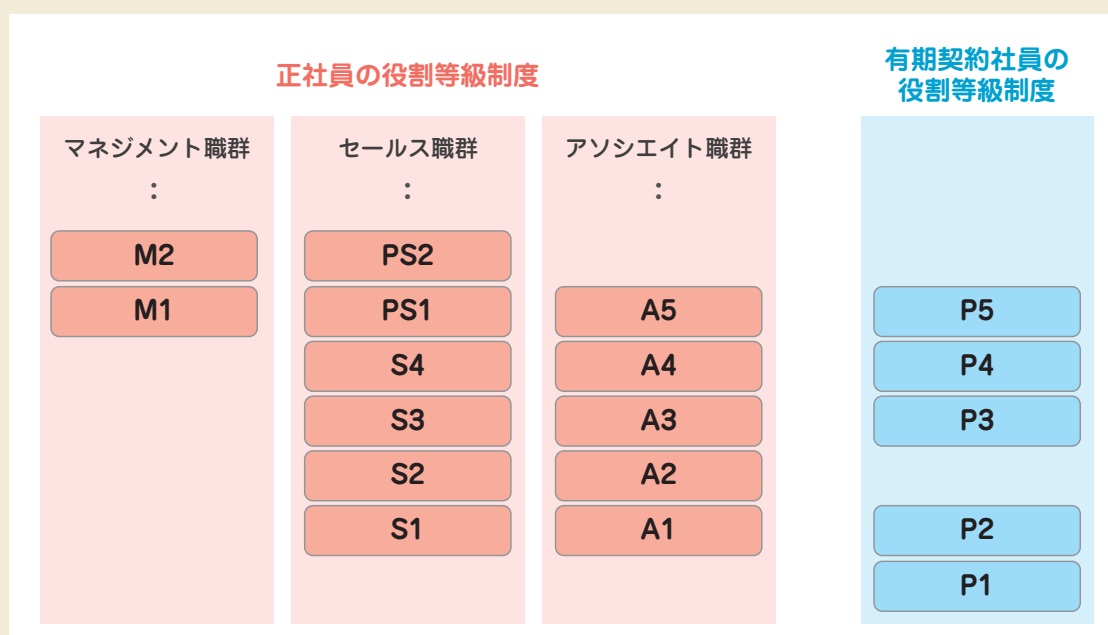 正社員の役割等級制度
マネジメント職群
：
M2
M1
セールス職群
：
PS2
PS1
S4
S3
S2
S1
アソシエイト職群
：
A5
A4
A3
A2
A1
有期契約社員の
役割等級制度
P5
P4
P3
P2
P1